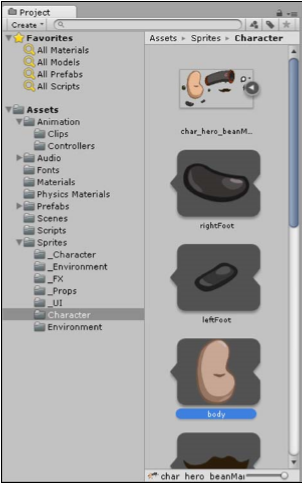 Project
Create
Favorites
All Materials
All Models
All Prefabs
All Scripts
Assets
Animation
Clips
Controllers
Audio
Fonts
Materials
Physics Materials
Prefabs
Scenes
Scripts
Sprites
_Character
_Environment
_FX
_Props
_UI
Character
Environment
Assets ▸ Sprites ▸ Character
char_hero_beanM...
rightFoot
leftFoot
body
char_hero_beanMa